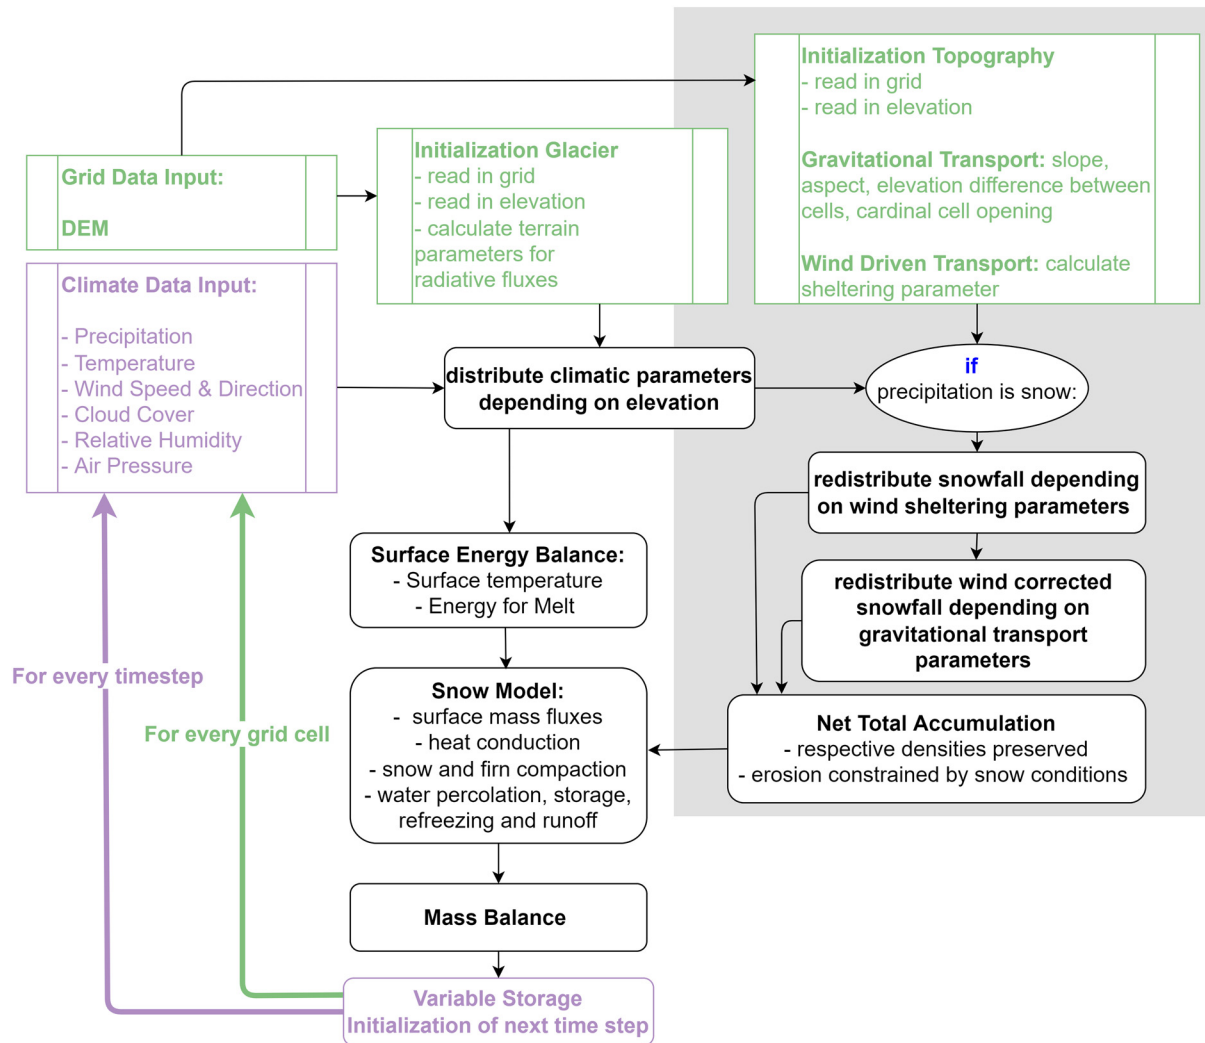 Initialization Topography
- read in grid
- read in elevation
Gravitational Transport: slope,
aspect, elevation difference between
cells, cardinal cell opening
Wind Driven Transport: calculate
sheltering parameter
Initialization Glacier
- read in grid
- read in elevation
- calculate terrain
parameters for
radiative fluxes
Grid Data Input:
DEM
Climate Data Input:
- Precipitation
- Temperature
- Wind Speed & Direction
- Cloud Cover
- Relative Humidity
- Air Pressure
distribute climatic parameters
depending on elevation
if
precipitation is snow:
redistribute snowfall depending
on wind sheltering parameters
redistribute wind corrected
snowfall depending on
gravitational transport
parameters
Surface Energy Balance:
- Surface temperature
- Energy for Melt
For every timestep
For every grid cell
Snow Model:
- surface mass fluxes
- heat conduction
- snow and firn compaction
- water percolation, storage,
refreezing and runoff
Net Total Accumulation
- respective densities preserved
- erosion constrained by snow conditions
Mass Balance
Variable Storage
Initialization of next time step